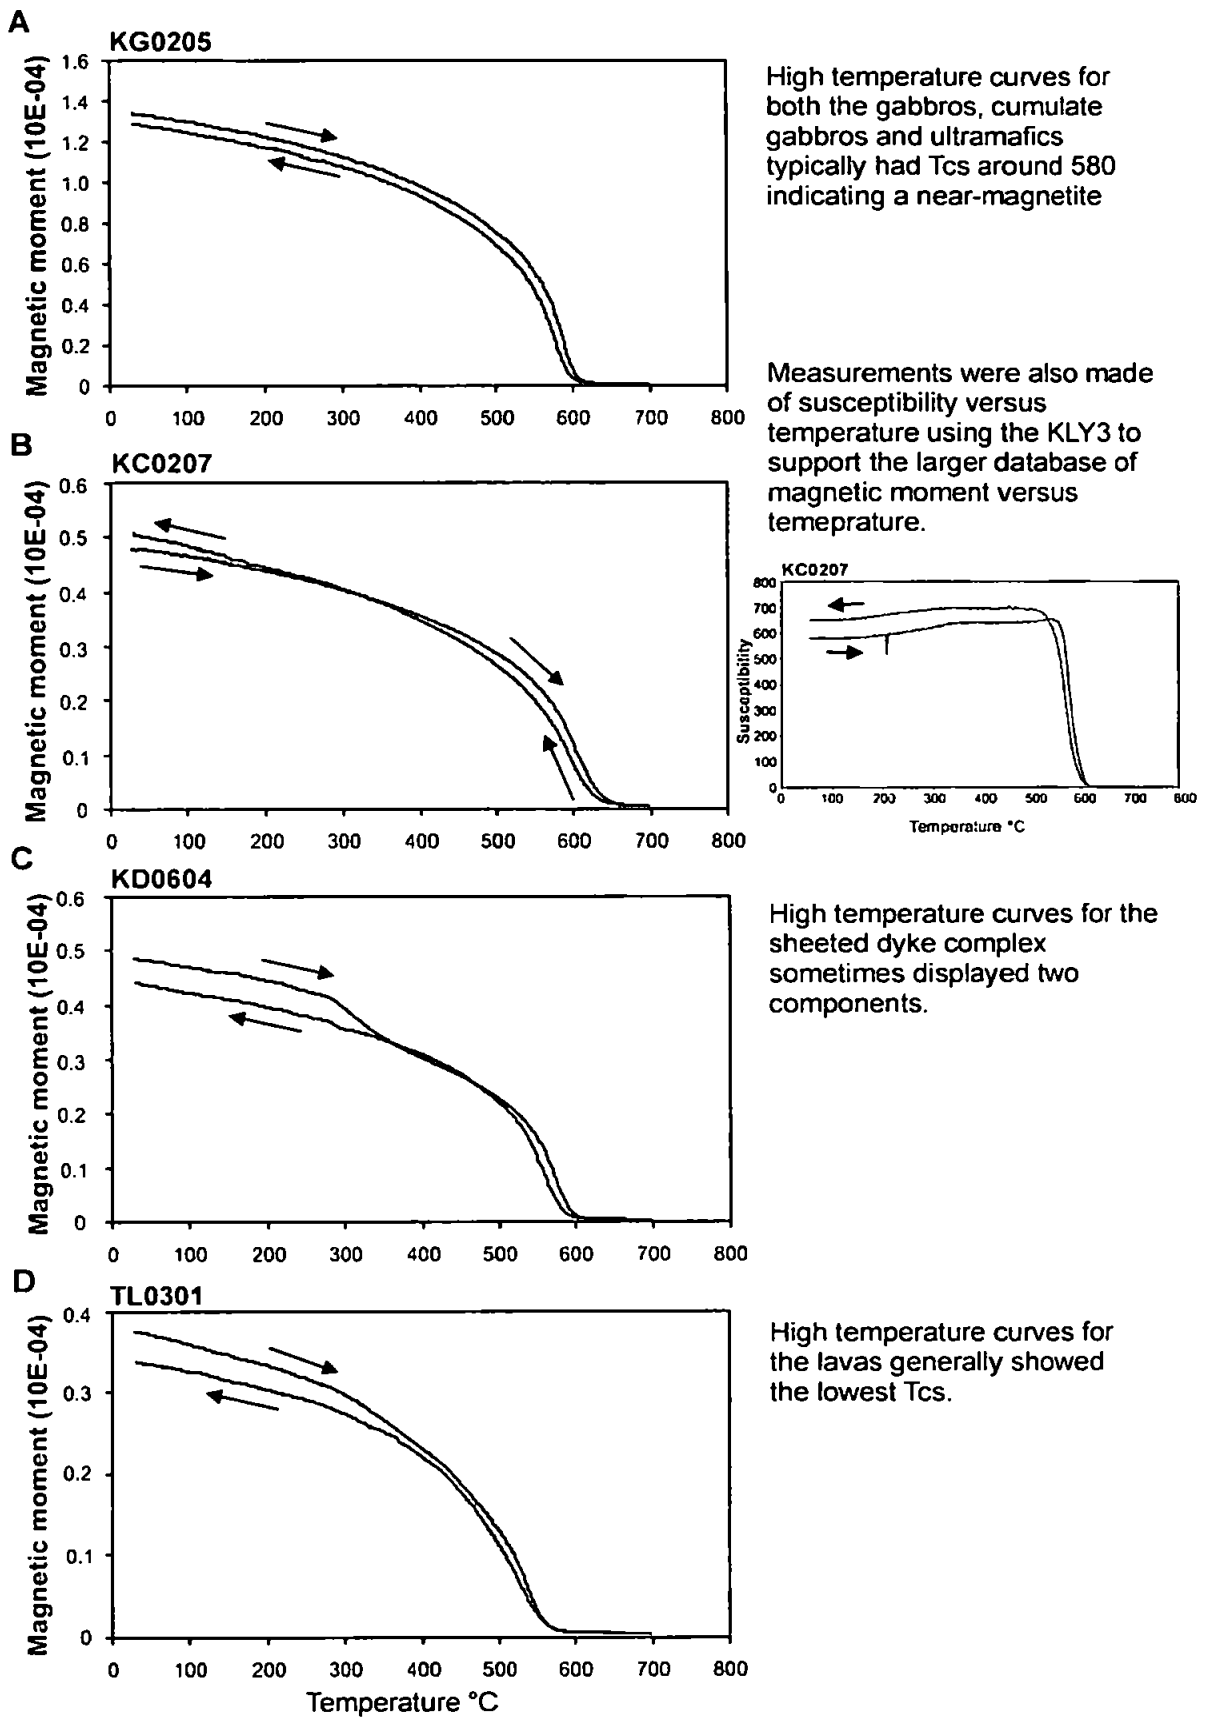 A
KG0205
Magnetic moment (10E-04)
1.6
1.4
1.2
1.0
0.8
0.6
0.4
0.2
0
0 100 200 300 400 500 600 700 800
High temperature curves for
both the gabbros, cumulate
gabbros and ultramafics
typically had Tcs around 580
indicating a near-magnetite
B
KC0207
Magnetic moment (10E-04)
0.6
0.5
0.4
0.3
0.2
0.1
0
0 100 200 300 400 500 600 700 800
Measurements were also made
of susceptibility versus
temperature using the KLY3 to
support the larger database of
magnetic moment versus
temeprature.
KC0207
Susceptibility
800
700
600
500
400
300
200
100
0
0 100 200 300 400 500 600 700 800
Temperature °C
C
KD0604
Magnetic moment (10E-04)
0.6
0.5
0.4
0.3
0.2
0.1
0
0 100 200 300 400 500 600 700 800
High temperature curves for the
sheeted dyke complex
sometimes displayed two
components.
D
TL0301
Magnetic moment (10E-04)
0.4
0.3
0.2
0.1
0
0 100 200 300 400 500 600 700 800
Temperature °C
High temperature curves for
the lavas generally showed
the lowest Tcs.